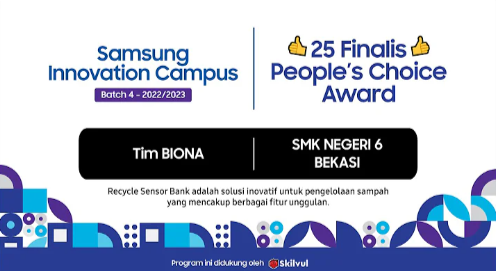 Samsung
Innovation Campus
Batch 4 - 2022/2023
25 Finalis
People's Choice
Award
Tim BIONA
SMK NEGERI 6
BEKASI
Recycle Sensor Bank adalah solusi inovatif untuk pengelolaan sampah
yang mencakup berbagai fitur unggulan.
Program ini didukung oleh Skilvul